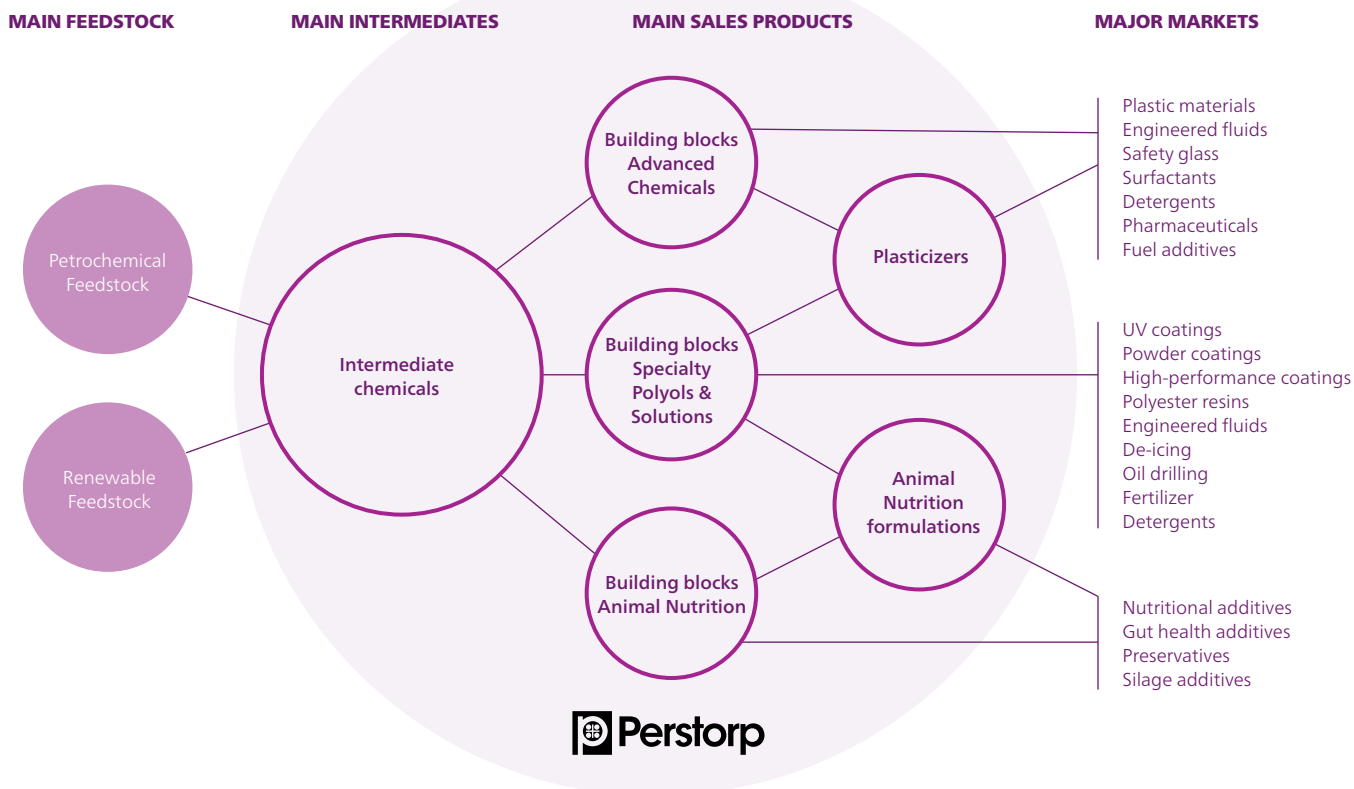 MAIN FEEDSTOCK
MAIN INTERMEDIATES
MAIN SALES PRODUCTS
MAJOR MARKETS
Petrochemical
Feedstock
Renewable
Feedstock
Intermediate
chemicals
Building blocks
Advanced
Chemicals
Building blocks
Specialty
Polyols &
Solutions
Building blocks
Animal Nutrition
Plasticizers
Animal
Nutrition
formulations
Plastic materials
Engineered fluids
Safety glass
Surfactants
Detergents
Pharmaceuticals
Fuel additives
UV coatings
Powder coatings
High-performance coatings
Polyester resins
Engineered fluids
De-icing
Oil drilling
Fertilizer
Detergents
Nutritional additives
Gut health additives
Preservatives
Silage additives
Perstorp